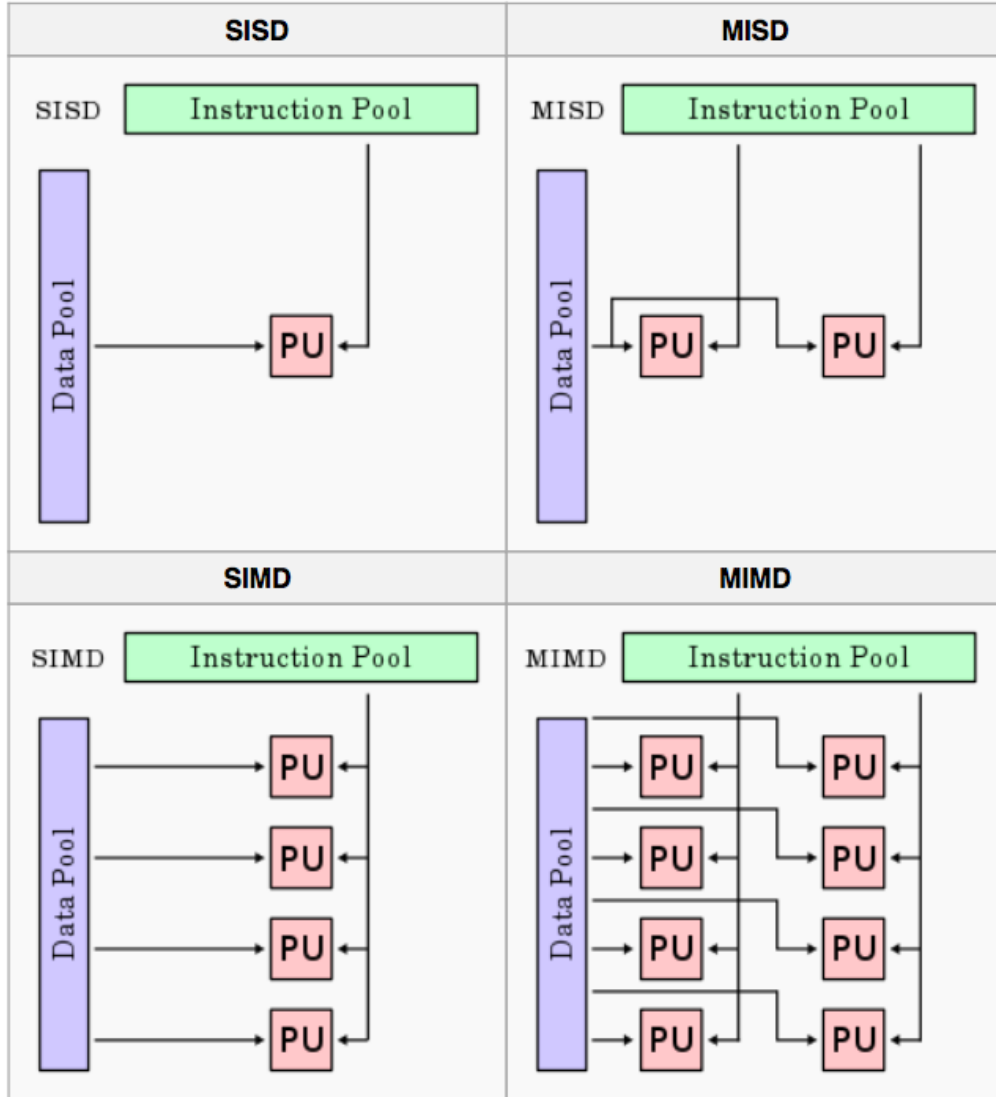 SISD
MISD
SISD
Instruction Pool
MISD
Instruction Pool
Data Pool
PU
Data Pool
PU
PU
SIMD
MIMD
SIMD
Instruction Pool
MIMD
Instruction Pool
Data Pool
PU
PU
PU
PU
Data Pool
PU
PU
PU
PU
PU
PU
PU
PU